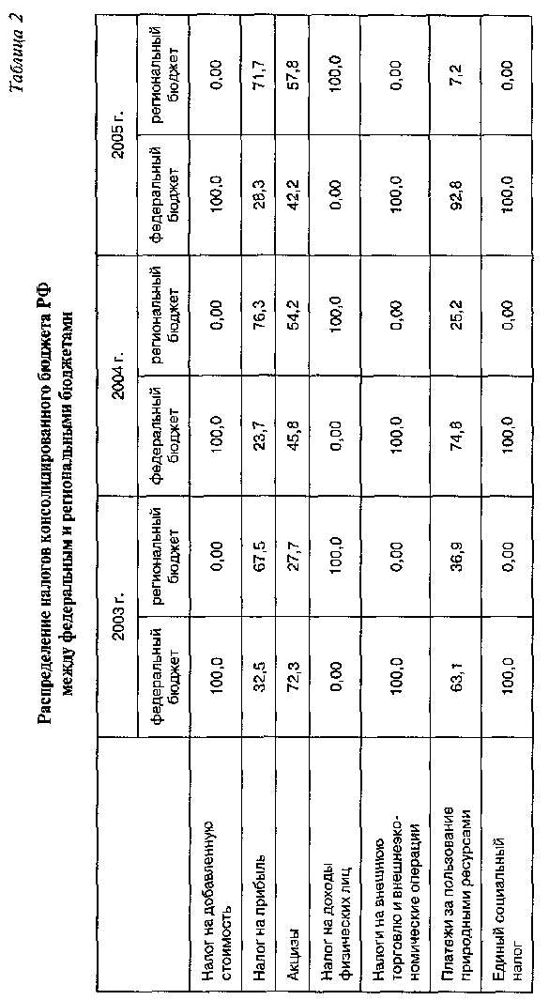 Таблица 2
Распределение налогов консолидированного бюджета РФ
между федеральным и региональными бюджетами
2003 г. 2004 г. 2005 г.
федеральный региональный федеральный региональный федеральный региональный
бюджет бюджет бюджет бюджет бюджет бюджет
Налог на добавленную
стоимость 100,0 0,00 100,0 0,00 100,0 0,00
Налог на прибыль 32,5 67,5 23,7 76,3 28,3 71,7
Акцизы 72,3 27,7 45,8 54,2 42,2 57,8
Налог на доходы
физических лиц 0,00 100,0 0,00 100,0 0,00 100,0
Налоги на внешнюю
торговлю и внешнеэко-
номические операции 100,0 0,00 100,0 0,00 100,0 0,00
Платежи за пользование
природными ресурсами 63,1 36,9 74,8 25,2 92,8 7,2
Единый социальный
налог 100,0 0,00 100,0 0,00 100,0 0,00